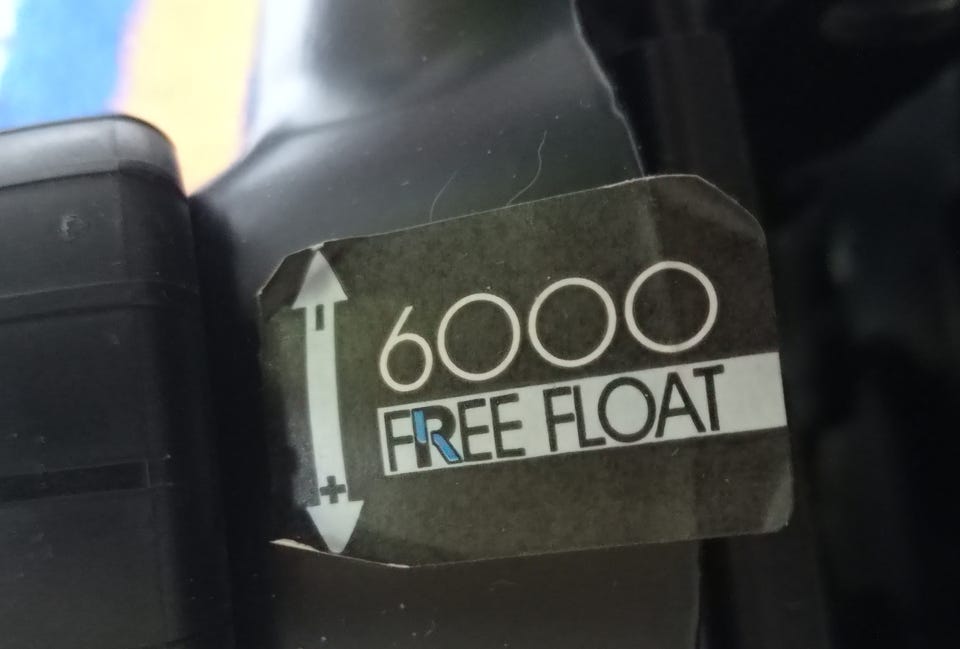 -
6000
FREE FLOAT
+